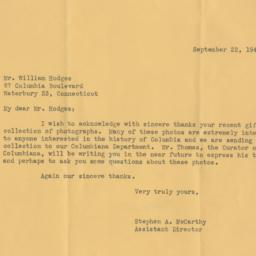 September 22, 194
Mr. William Hodges
87 Columbia Boulevard
Waterbury 23, Connecticut
My dear Mr. Hodges:
I wish to acknowledge with sincere thanks your recent gif
collection of photographs. Many of these photos are extremely inte
to anyone interested in the history of Columbia and we are sending
collection to our Columbiana Department. Mr. Thomas, the Curator o
Columbiana, will be writing you in the near future to express his t
and perhaps to ask you some questions about these photos.
Again our sincere thanks.
Very truly yours,
Stephen A. McCarthy
Assistant Director